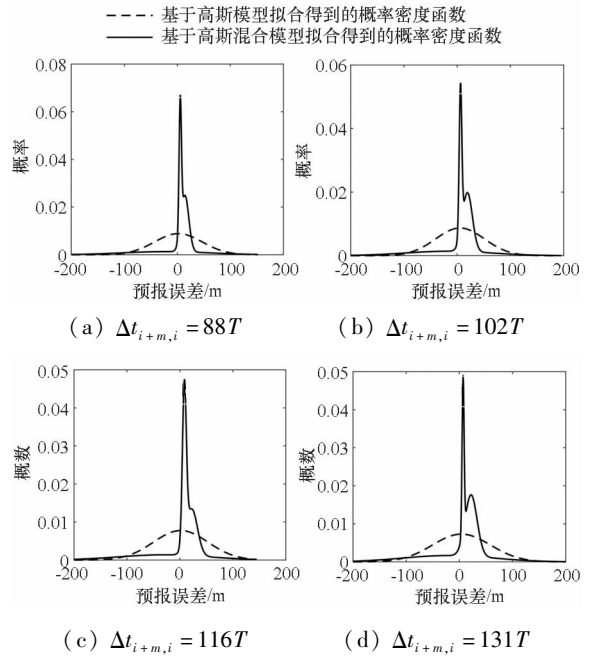 基于高斯模型拟合得到的概率密度函数
基于高斯混合模型拟合得到的概率密度函数
0.08
0.06
0.04
0.02
0
-200 -100 0 100 200
概率
预报误差/m
(a) Δt_{i+m,i}=88T
0.06
0.04
0.02
0
-200 -100 0 100 200
概率
预报误差/m
(b) Δt_{i+m,i}=102T
0.05
0.04
0.03
0.02
0.01
0
-200 -100 0 100 200
概数
预报误差/m
(c) Δt_{i+m,i}=116T
0.05
0.04
0.03
0.02
0.01
0
-200 -100 0 100 200
概数
预报误差/m
(d) Δt_{i+m,i}=131T